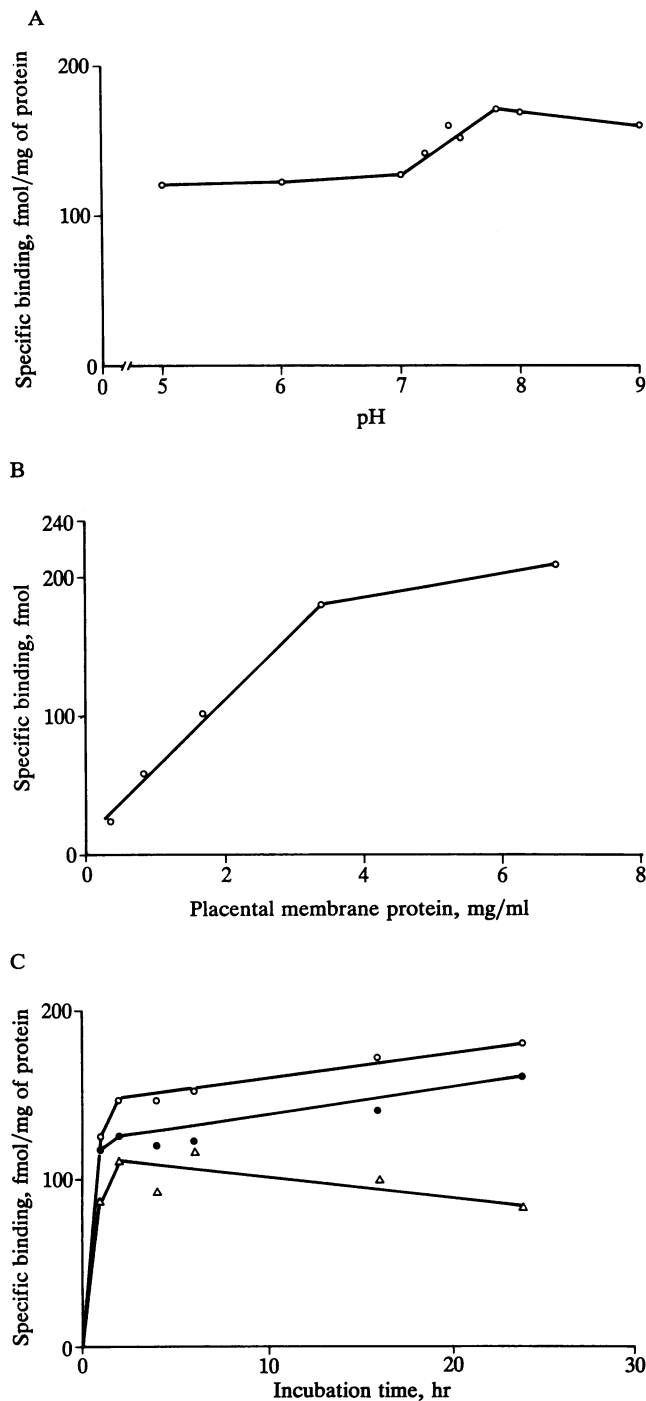 A
Specific binding, fmol/mg of protein
200
100
0
0 5 6 7 8 9
pH
B
Specific binding, fmol
240
200
100
0
0 2 4 6 8
Placental membrane protein, mg/ml
C
Specific binding, fmol/mg of protein
200
100
0
0 10 20 30
Incubation time, hr